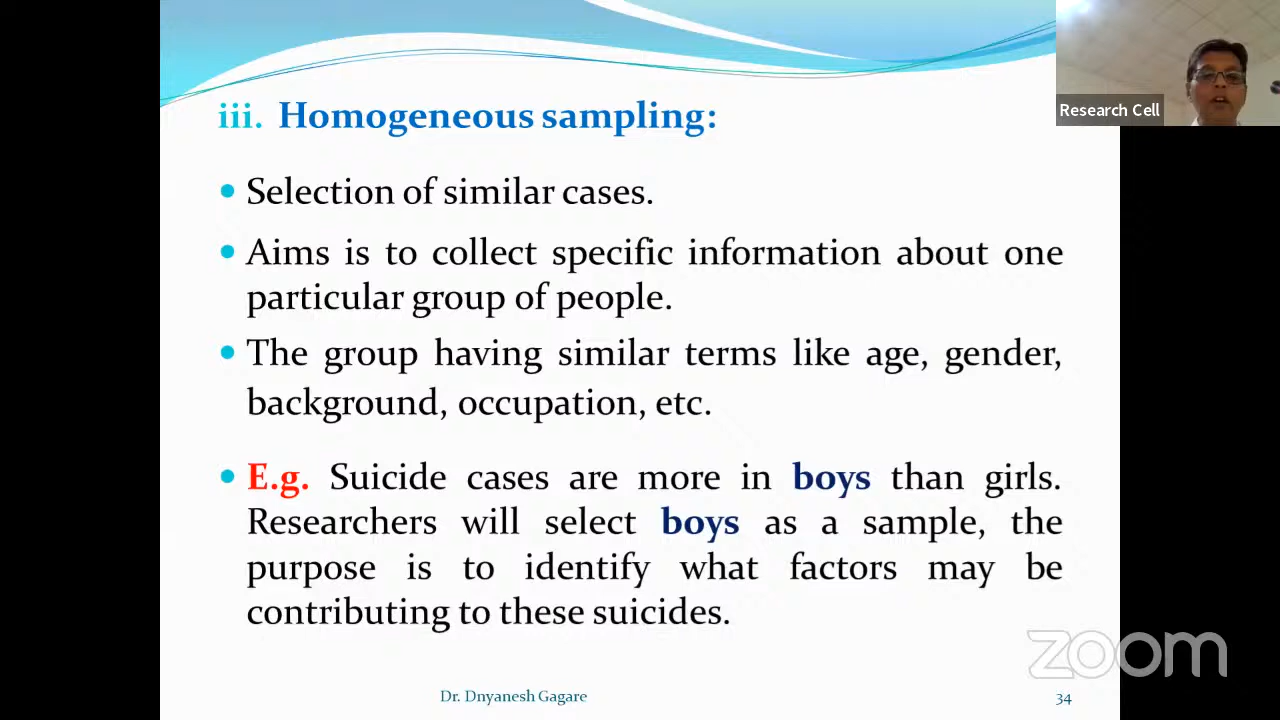 iii. Homogeneous sampling:
Research Cell
• Selection of similar cases.
• Aims is to collect specific information about one
particular group of people.
• The group having similar terms like age, gender,
background, occupation, etc.
• E.g. Suicide cases are more in boys than girls.
Researchers will select boys as a sample, the
purpose is to identify what factors may be
contributing to these suicides.
zoom
Dr. Dnyanesh Gagare
34